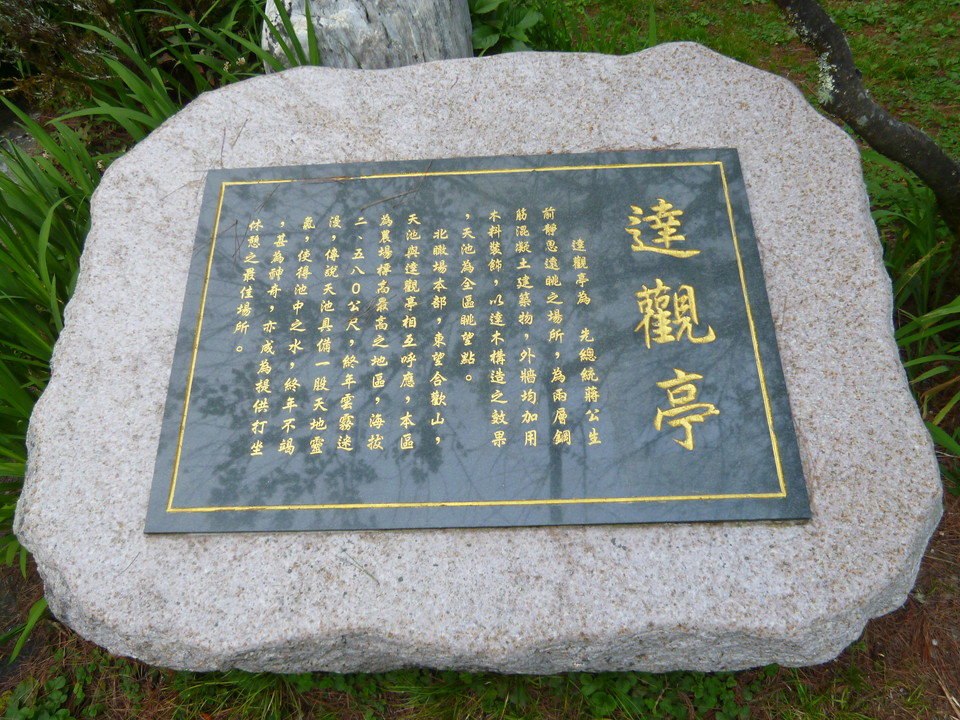 達觀亭
達觀亭為　先總統蔣公生
前靜思遠眺之場所，為兩層鋼
筋混凝土建築物，外牆均加用
木料裝飾，以達木構造之效果
，天池為全區眺望點。
北瞰場本部，東望合歡山，
天池與達觀亭相互呼應，本區
為農場標高最高之地區，海拔
二、五八０公尺，終年雲霧迷
漫，傳說天池具備一股天地靈
氣，使得池中之水，終年不竭
，甚為神奇，亦成為提供打坐
休憩之最佳場所。